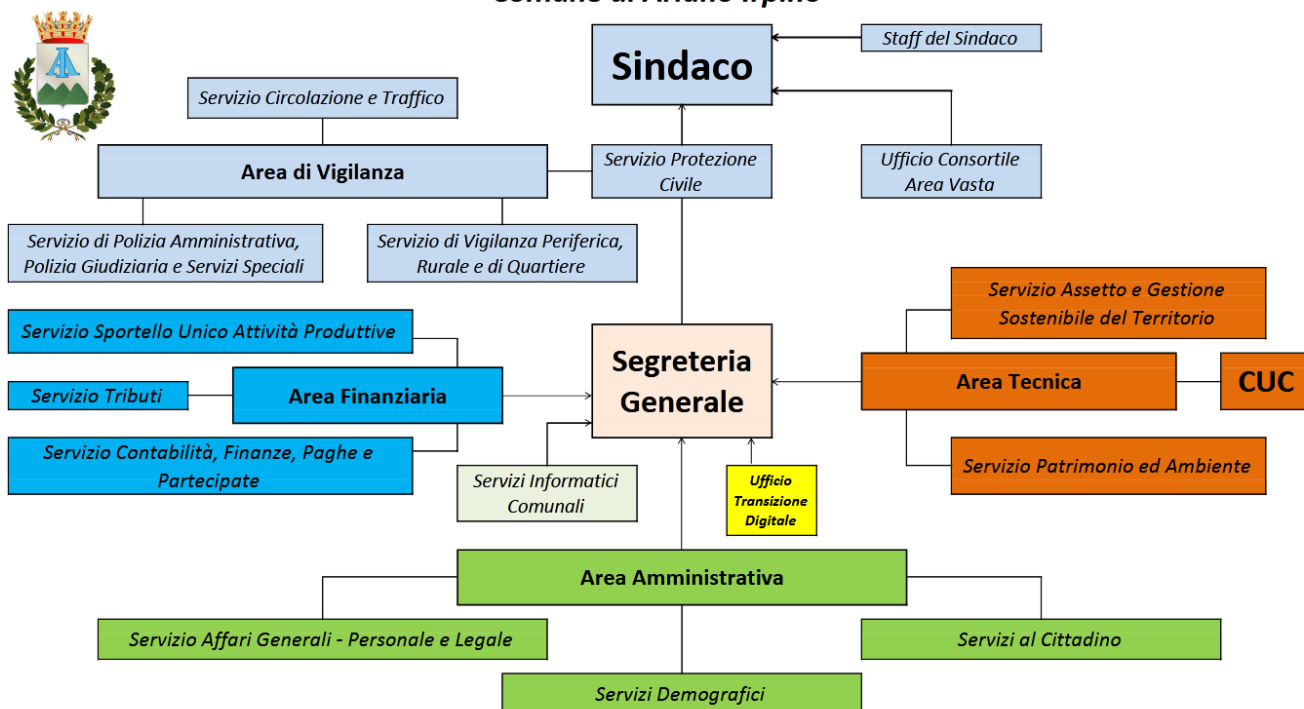 Comune di Ariano Irpino
Sindaco
Staff del Sindaco
Servizio Circolazione e Traffico
Area di Vigilanza
Servizio Protezione
Civile
Ufficio Consortile
Area Vasta
Servizio di Polizia Amministrativa,
Polizia Giudiziaria e Servizi Speciali
Servizio di Vigilanza Periferica,
Rurale e di Quartiere
Servizio Sportello Unico Attività Produttive
Servizio Tributi
Area Finanziaria
Servizio Contabilità, Finanze, Paghe e
Partecipate
Segreteria
Generale
Servizio Assetto e Gestione
Sostenibile del Territorio
Area Tecnica
CUC
Servizio Patrimonio ed Ambiente
Servizi Informatici
Comunali
Ufficio
Transizione
Digitale
Area Amministrativa
Servizio Affari Generali - Personale e Legale
Servizi al Cittadino
Servizi Demografici